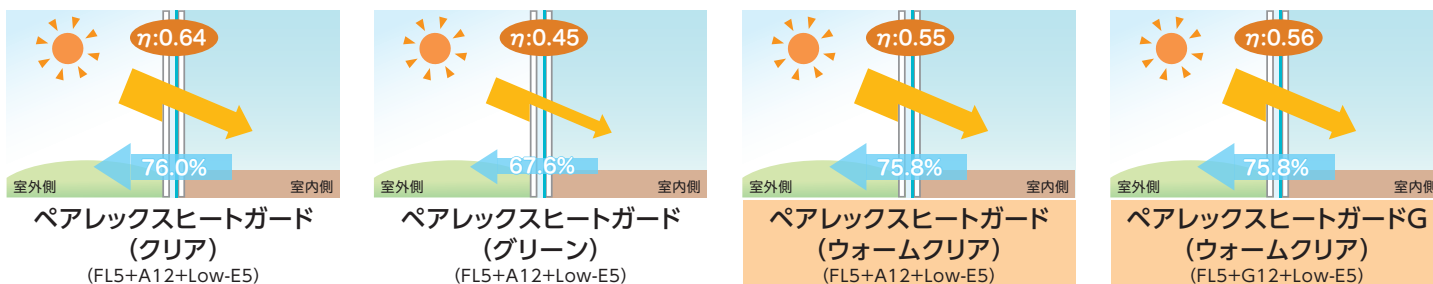 η:0.64
76.0%
室外側
室内側
ペアレックスヒートガード
（クリア）
（FL5+A12+Low-E5）
η:0.45
67.6%
室外側
室内側
ペアレックスヒートガード
（グリーン）
（FL5+A12+Low-E5）
η:0.55
75.8%
室外側
室内側
ペアレックスヒートガード
（ウォームクリア）
（FL5+A12+Low-E5）
η:0.56
75.8%
室外側
室内側
ペアレックスヒートガードG
（ウォームクリア）
（FL5+G12+Low-E5）